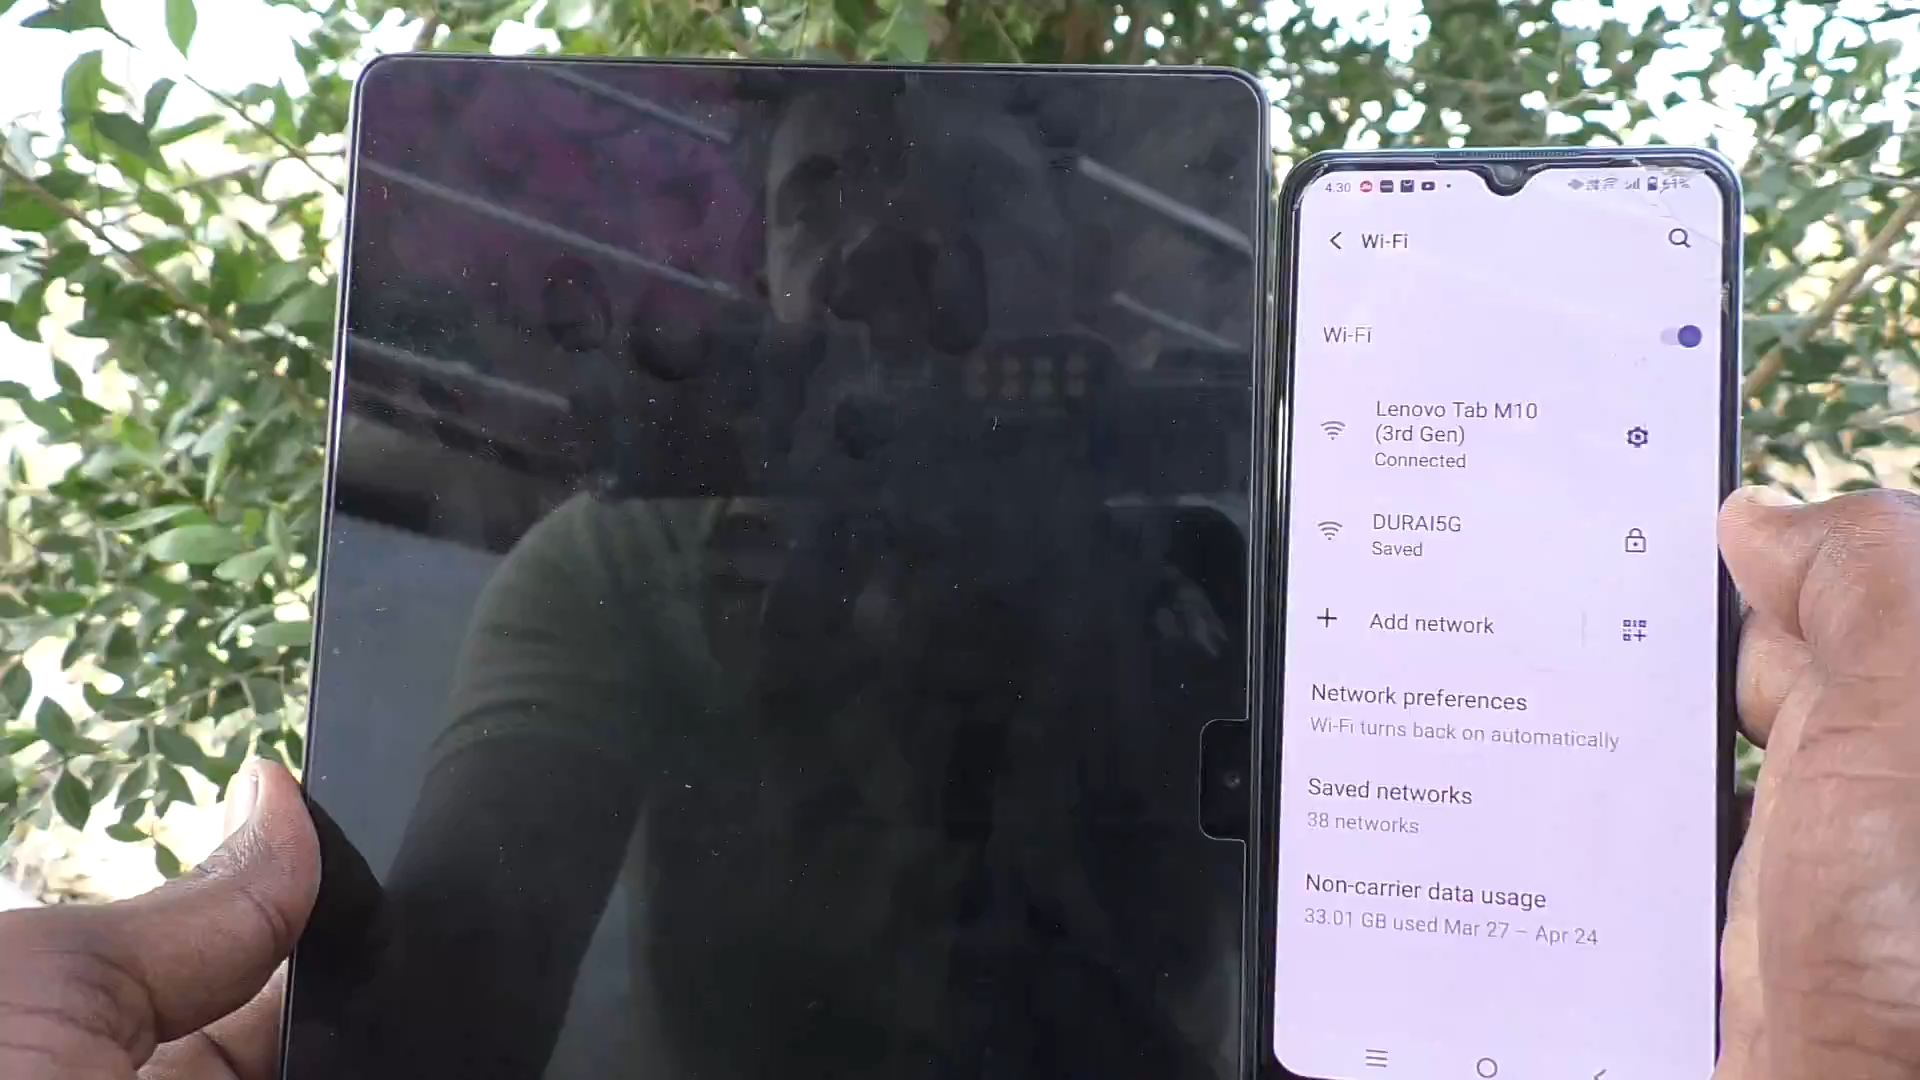 4.30
Wi-Fi
Wi-Fi
Lenovo Tab M10
(3rd Gen)
Connected
DURAI5G
Saved
Add network
Network preferences
Wi-Fi turns back on automatically
Saved networks
38 networks
Non-carrier data usage
33.01 GB used Mar 27 – Apr 24